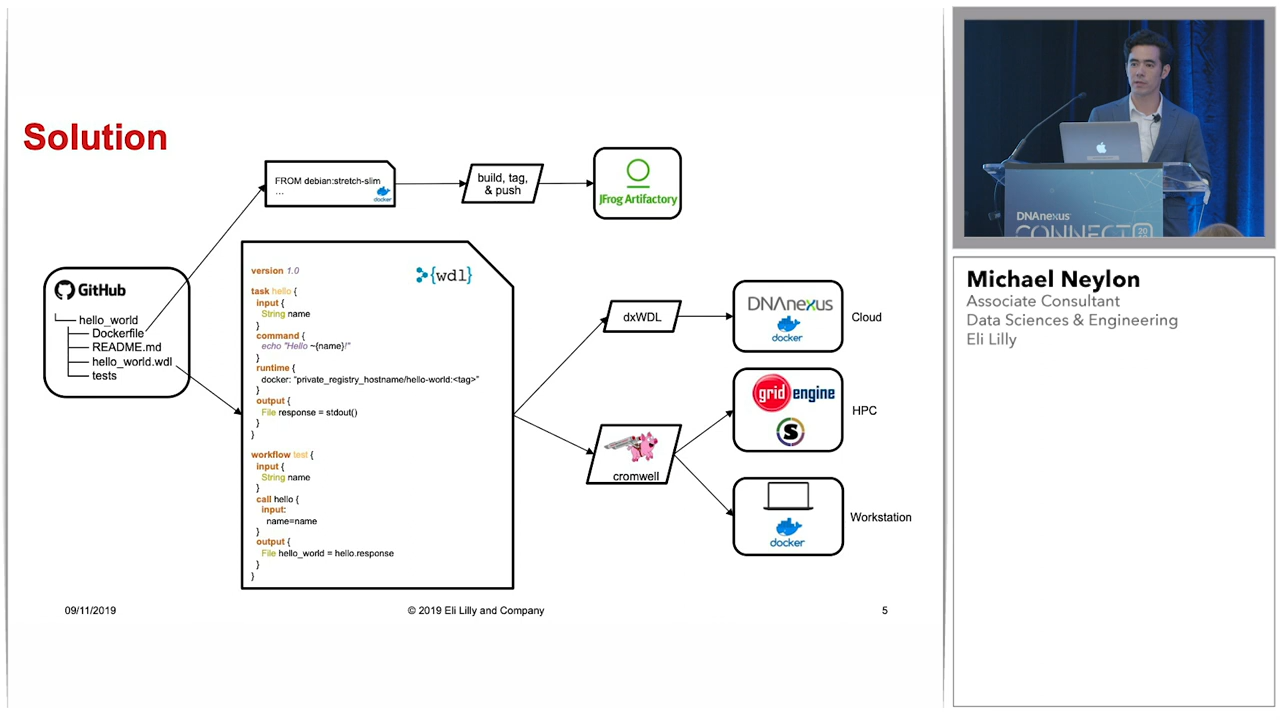 Solution
FROM debian:stretch-slim
...
docker
build, tag,
& push
JFrog Artifactory
GitHub
hello_world
Dockerfile
README.md
hello_world.wdl
tests
{wdl}
version 1.0
task hello {
input {
String name
}
command {
echo "Hello ~{name}!"
}
runtime {
docker: "private_registry_hostname/hello-world:<tag>"
}
output {
File response = stdout()
}
}
workflow test {
input {
String name
}
call hello {
input:
name=name
}
output {
File hello_world = hello.response
}
}
dxWDL
DNAnexus
docker
Cloud
cromwell
grid engine
S
HPC
docker
Workstation
09/11/2019
© 2019 Eli Lilly and Company
5
DNAnexus
CONNECT
Michael Neylon
Associate Consultant
Data Sciences & Engineering
Eli Lilly